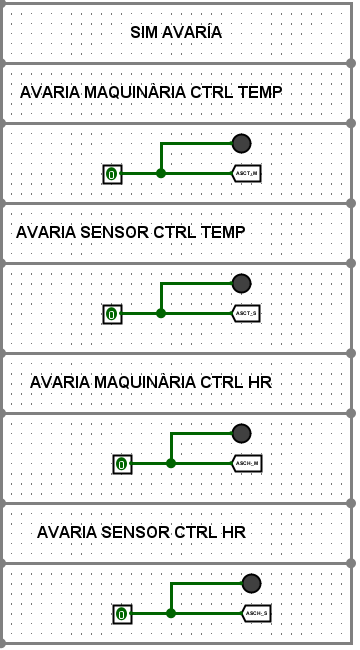 SIM AVARÍA
AVARIA MAQUINÀRIA CTRL TEMP
0
ASCT_M
AVARIA SENSOR CTRL TEMP
0
ASCT_S
AVARIA MAQUINÀRIA CTRL HR
0
ASCH_M
AVARIA SENSOR CTRL HR
0
ASCH_S